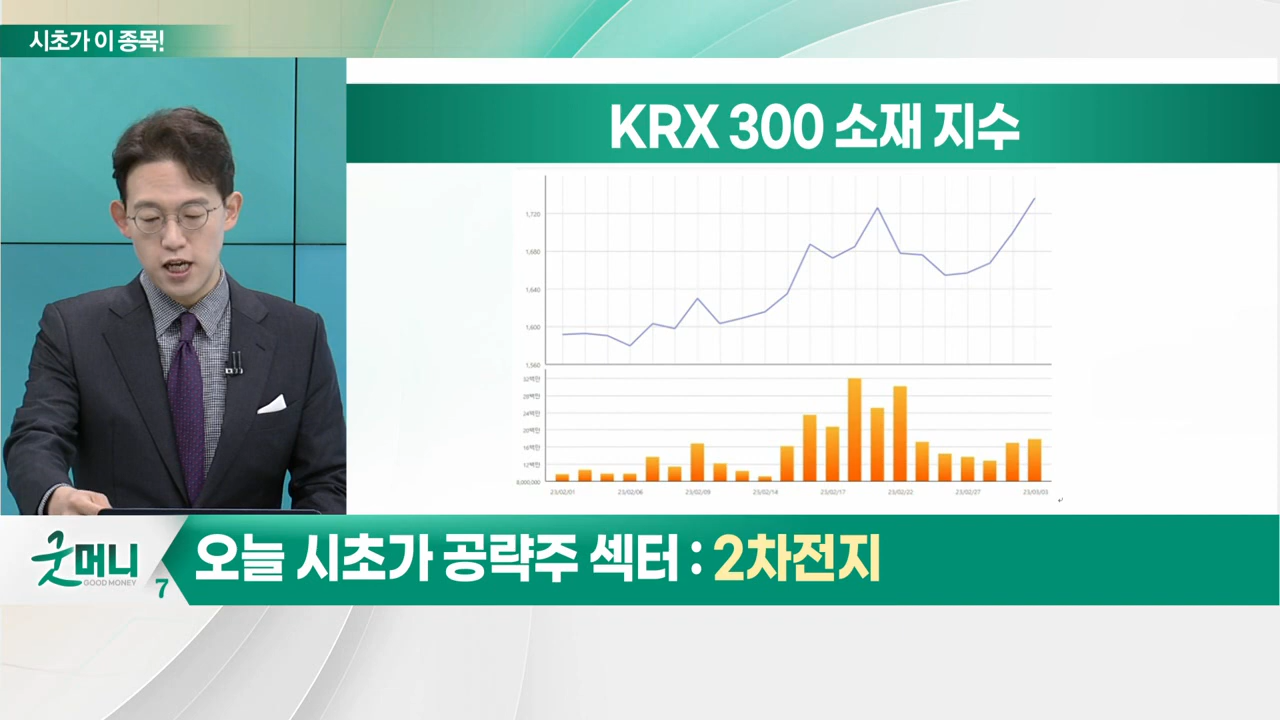 시초가 이 종목!
KRX 300 소재 지수
1,720
1,680
1,640
1,600
1,560
32백만
28백만
24백만
20백만
16백만
12백만
8,000,000
23/02/01 23/02/06 23/02/09 23/02/14 23/02/17 23/02/22 23/02/27 23/03/03
굿머니
GOOD MONEY
7
오늘 시초가 공략주 섹터 : 2차전지